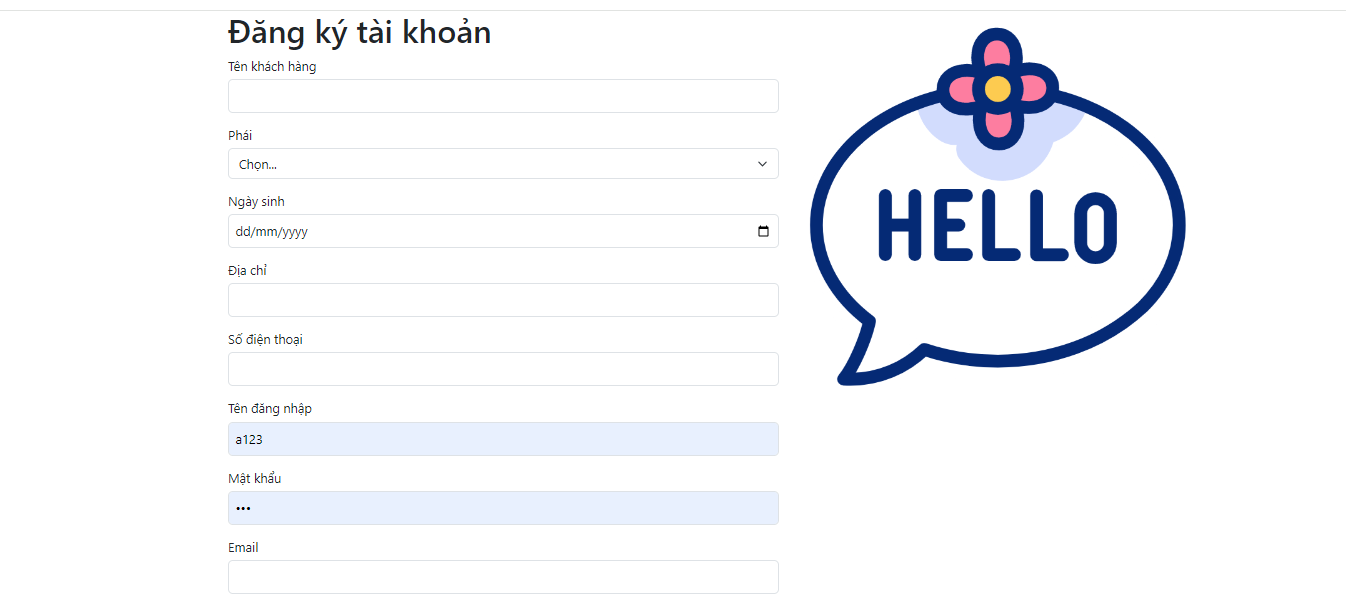 Đăng ký tài khoản
Tên khách hàng
Phái
Chọn...
Ngày sinh
dd/mm/yyyy
Địa chỉ
Số điện thoại
Tên đăng nhập
a123
Mật khẩu
•••
Email
HELLO